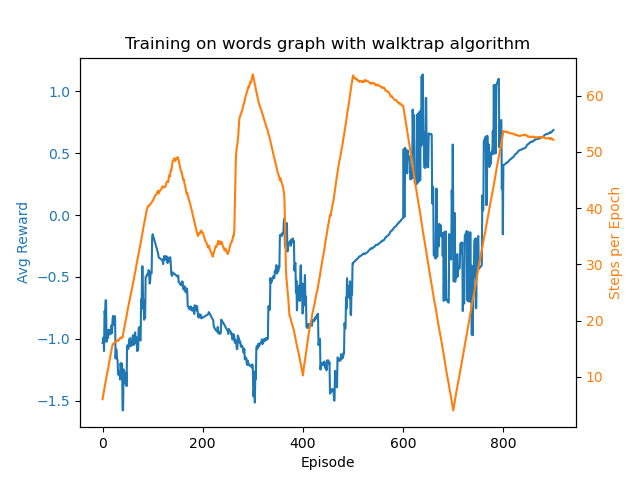 Training on words graph with walktrap algorithm
1.0
0.5
0.0
−0.5
−1.0
−1.5
Avg Reward
60
50
40
30
20
10
Steps per Epoch
0 200 400 600 800
Episode